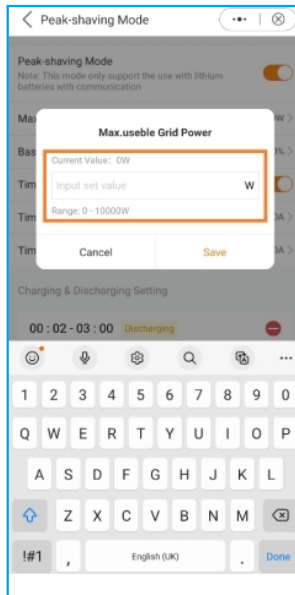 Peak-shaving Mode
Peak-shaving Mode
Note: This mode only support the use with lithium
batteries with communication
Max.useble Grid Power
Current Value: 0W
Input set value W
Range: 0 - 10000W
Cancel Save
Charging & Discharging Setting
00 : 02 - 03 : 00 Discharging
1 2 3 4 5 6 7 8 9 0
Q W E R T Y U I O P
A S D F G H J K L
Z X C V B N M
!#1 , English (UK) . Done